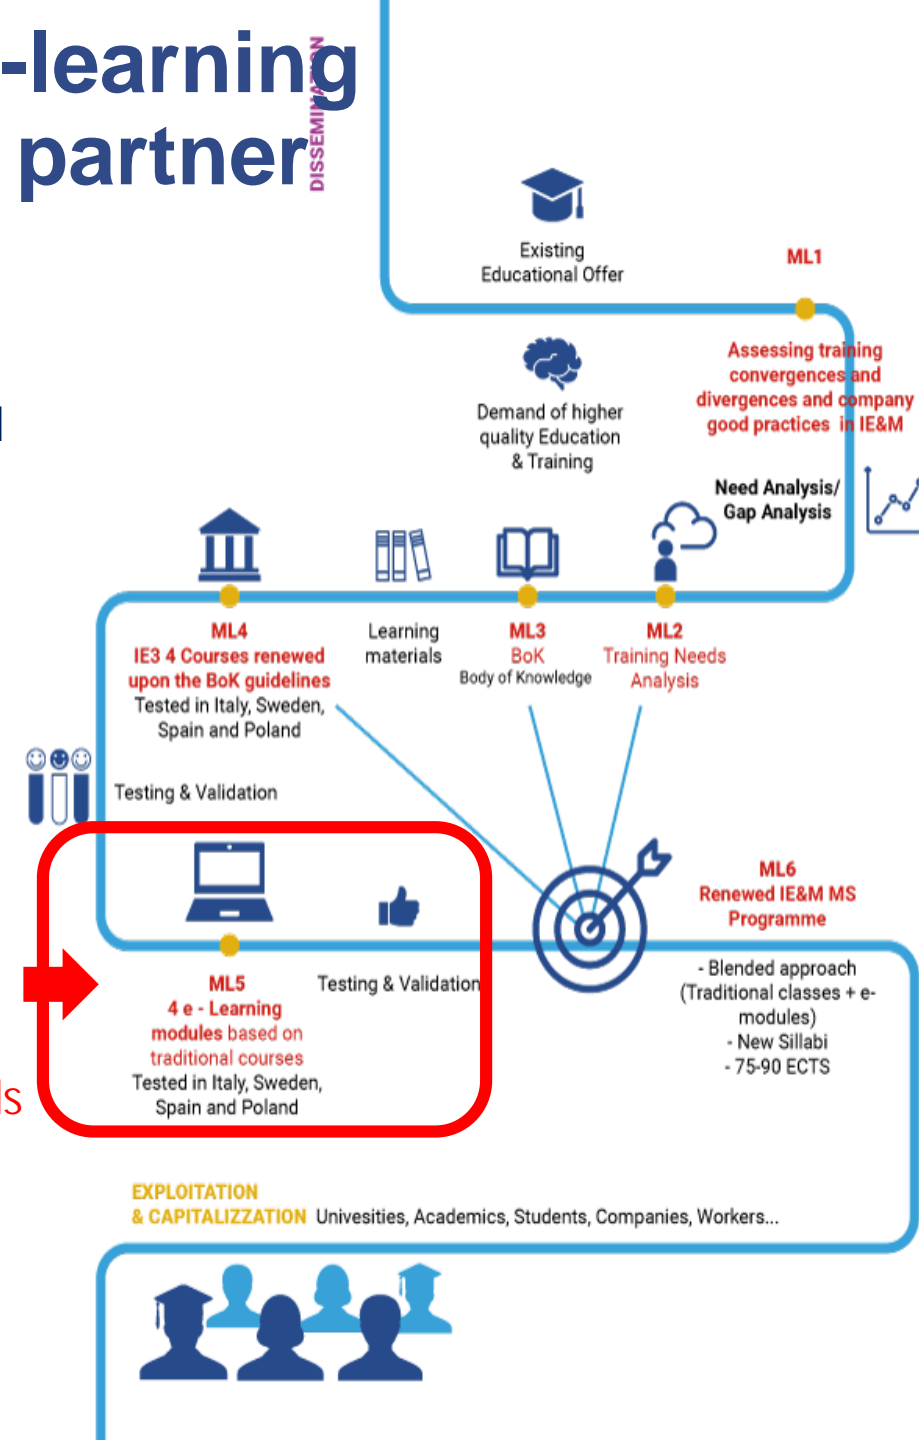 -learning
partner
DISSEMINATION
Existing
Educational Offer
ML1
Assessing training
convergences and
divergences and company
good practices in IE&M
Demand of higher
quality Education
& Training
Need Analysis/
Gap Analysis
ML4
IE3 4 Courses renewed
upon the BoK guidelines
Tested in Italy, Sweden,
Spain and Poland
Learning
materials
ML3
BoK
Body of Knowledge
ML2
Training Needs
Analysis
Testing & Validation
ML5
4 e - Learning
modules based on
traditional courses
Tested in Italy, Sweden,
Spain and Poland
Testing & Validation
ML6
Renewed IE&M MS
Programme
- Blended approach
(Traditional classes + e-
modules)
- New Sillabi
- 75-90 ECTS
EXPLOITATION
& CAPITALIZZATION Univesities, Academics, Students, Companies, Workers...